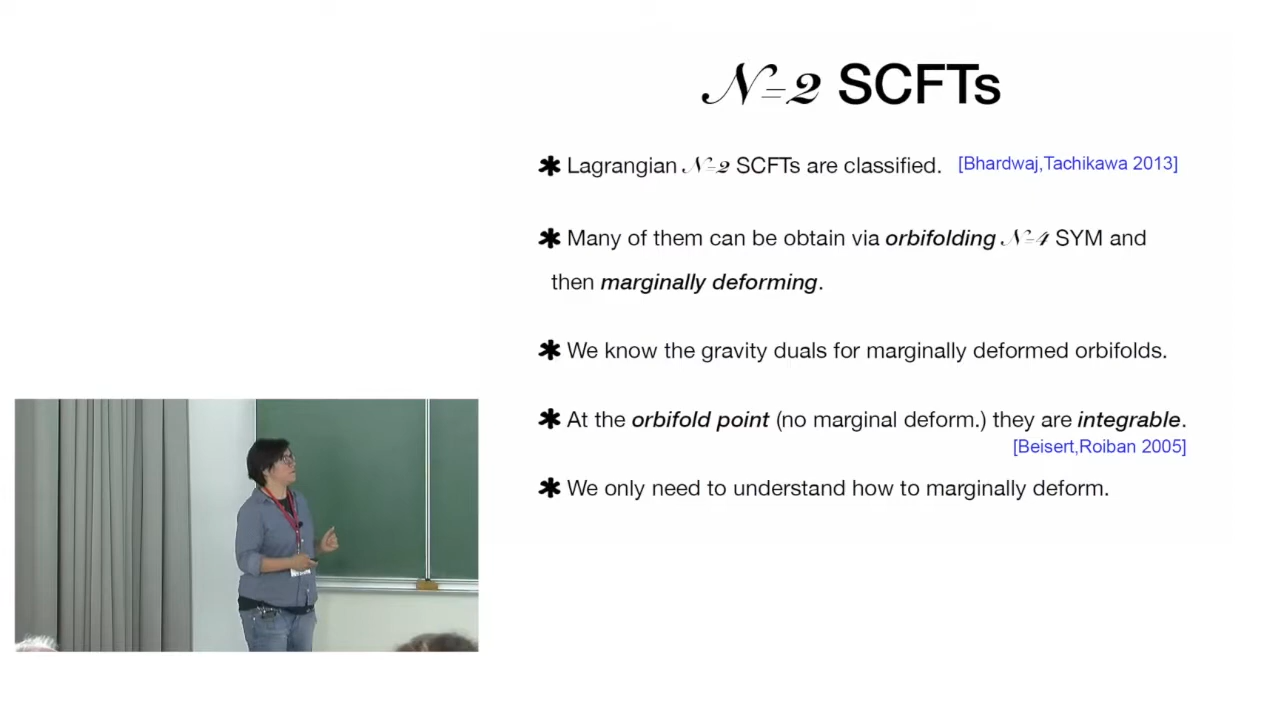 𝒩=2 SCFTs
✱ Lagrangian 𝒩=2 SCFTs are classified. [Bhardwaj,Tachikawa 2013]
✱ Many of them can be obtain via orbifolding 𝒩=4 SYM and
then marginally deforming.
✱ We know the gravity duals for marginally deformed orbifolds.
✱ At the orbifold point (no marginal deform.) they are integrable.
[Beisert,Roiban 2005]
✱ We only need to understand how to marginally deform.